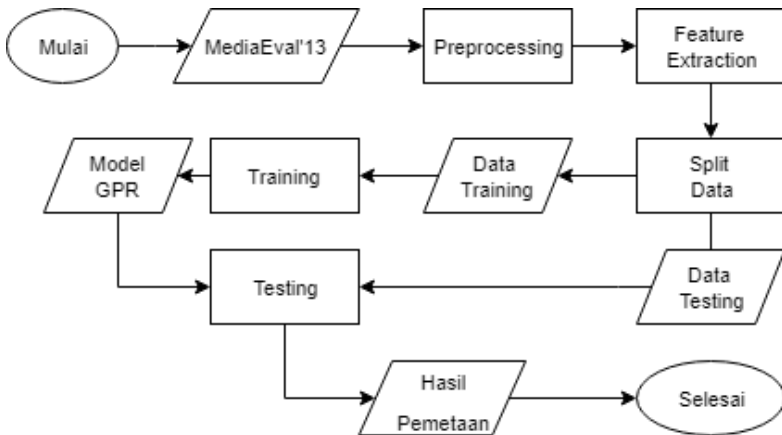 Mulai
MediaEval'13
Preprocessing
Feature
Extraction
Model
GPR
Training
Data
Training
Split
Data
Testing
Data
Testing
Hasil
Pemetaan
Selesai